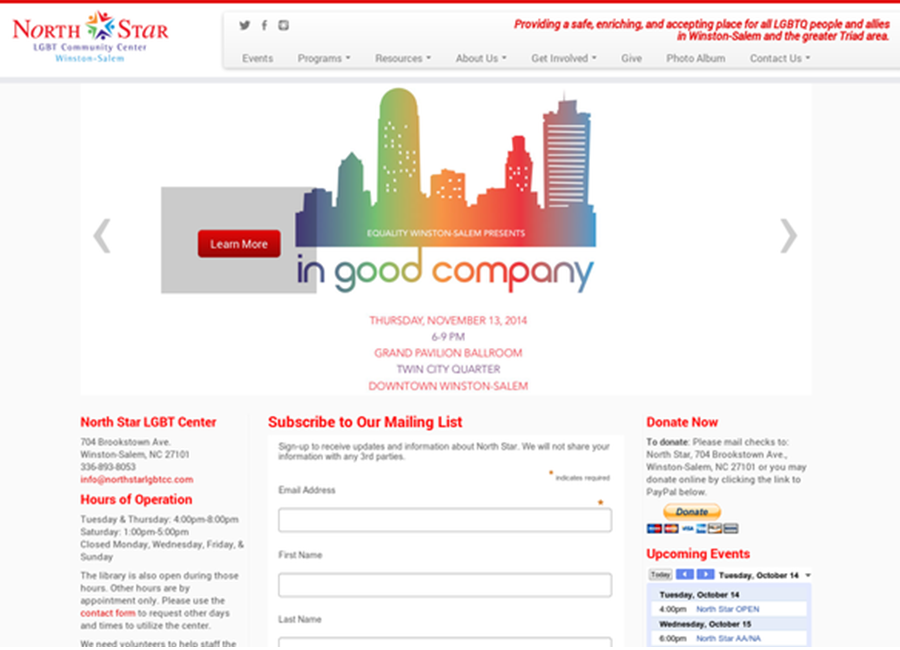 NORTH STAR
LGBT Community Center
Winston-Salem
Providing a safe, enriching, and accepting place for all LGBTQ people and allies
in Winston-Salem and the greater Triad area.
Events Programs Resources About Us Get Involved Give Photo Album Contact Us
Learn More
EQUALITY WINSTON-SALEM PRESENTS
in good company
THURSDAY, NOVEMBER 13, 2014
6-9 PM
GRAND PAVILION BALLROOM
TWIN CITY QUARTER
DOWNTOWN WINSTON-SALEM
North Star LGBT Center
704 Brookstown Ave.
Winston-Salem, NC 27101
336-893-8053
info@northstarlgbtcc.com
Hours of Operation
Tuesday & Thursday: 4:00pm-8:00pm
Saturday: 1:00pm-5:00pm
Closed Monday, Wednesday, Friday, &
Sunday
The library is also open during those
hours. Other hours are by
appointment only. Please use the
contact form to request other days
and times to utilize the center.
We need volunteers to help staff the
Subscribe to Our Mailing List
Sign-up to receive updates and information about North Star. We will not share your
information with any 3rd parties.
* indicates required
Email Address
*
First Name
Last Name
Donate Now
To donate: Please mail checks to:
North Star, 704 Brookstown Ave.,
Winston-Salem, NC 27101 or you may
donate online by clicking the link to
PayPal below.
Donate
VISA
Upcoming Events
Today Tuesday, October 14
Tuesday, October 14
4:00pm North Star OPEN
Wednesday, October 15
6:00pm North Star AA/NA